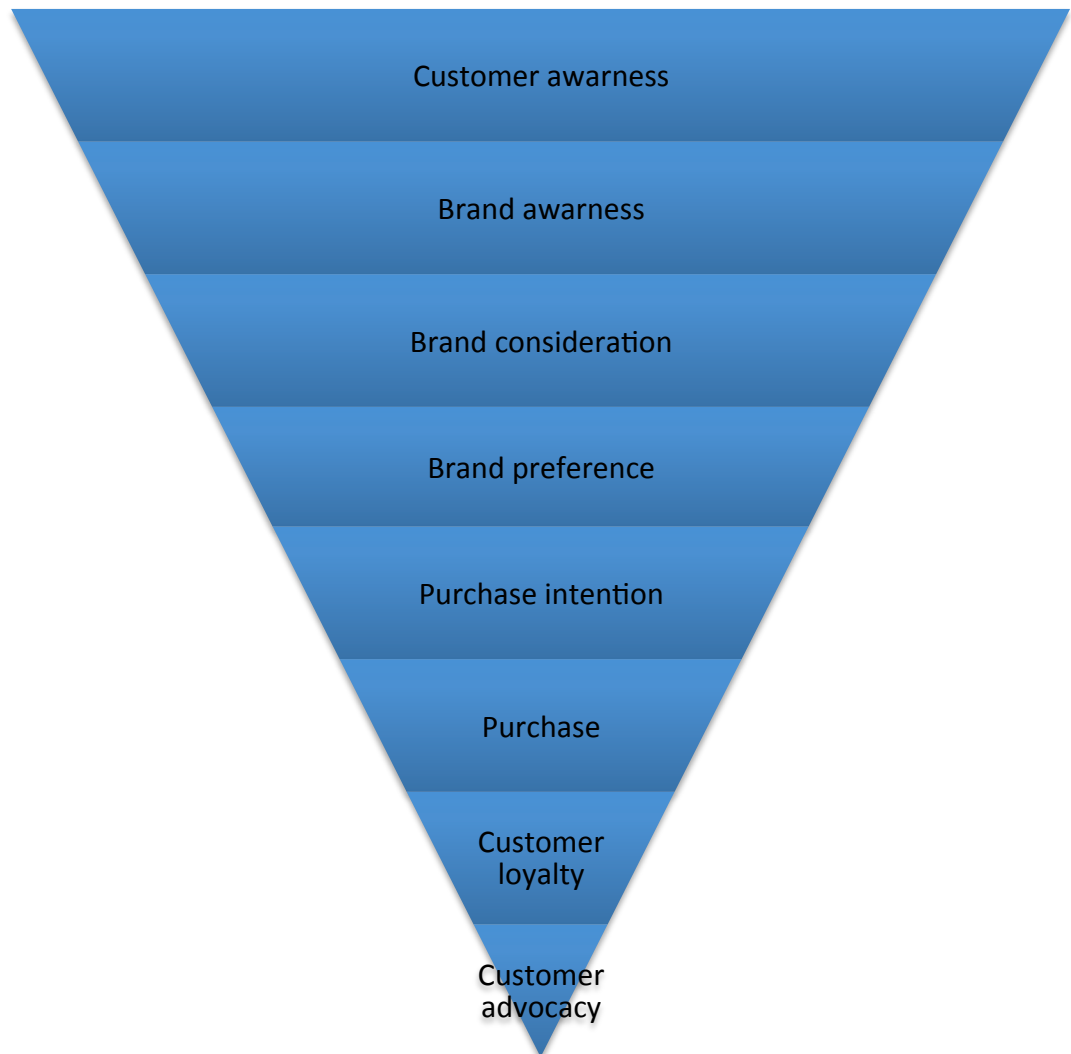 Customer awarness
Brand awarness
Brand consideration
Brand preference
Purchase intention
Purchase
Customer
loyalty
Customer
advocacy